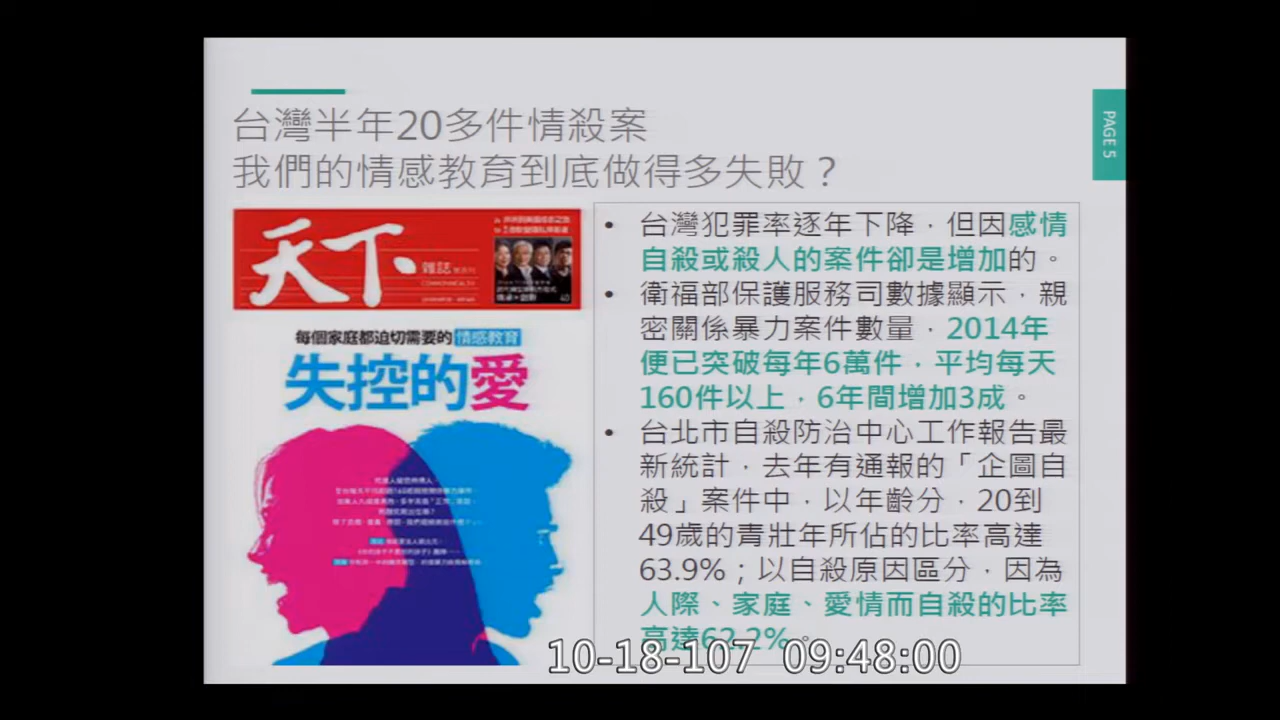 台灣半年20多件情殺案
我們的情感教育到底做得多失敗？
PAGE 5
天下
雜誌
每個家庭都迫切需要的情感教育
失控的愛
• 台灣犯罪率逐年下降，但因感情
自殺或殺人的案件卻是增加的。
• 衛福部保護服務司數據顯示，親
密關係暴力案件數量，2014年
便已突破每年6萬件，平均每天
160件以上，6年間增加3成。
• 台北市自殺防治中心工作報告最
新統計，去年有通報的「企圖自
殺」案件中，以年齡分，20到
49歲的青壯年所佔的比率高達
63.9%；以自殺原因區分，因為
人際、家庭、愛情而自殺的比率
高達62.2%。
10-18-107 09:48:00